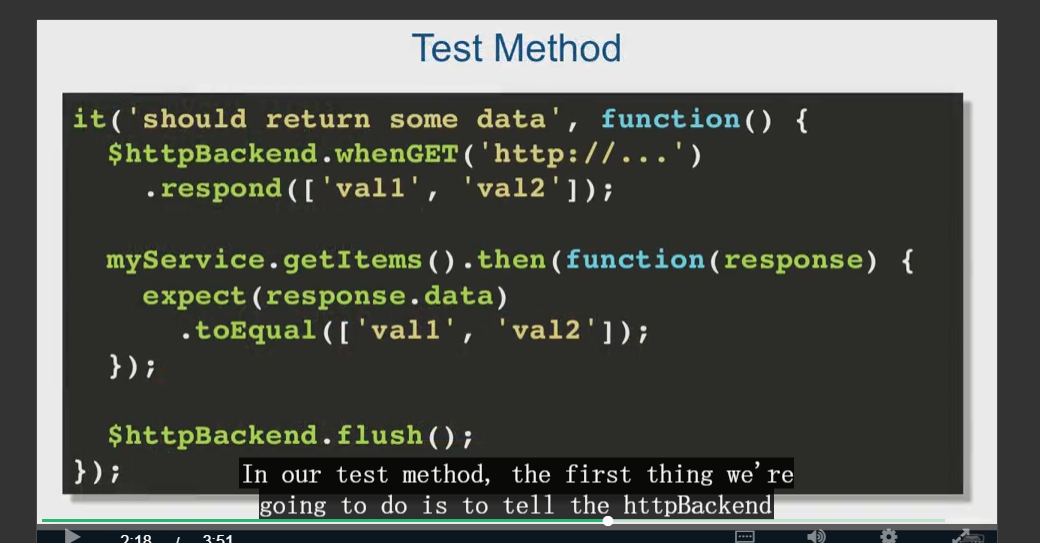 Test Method
it('should return some data', function() {
$httpBackend.whenGET('http://...')
.respond(['val1', 'val2']);
myService.getItems().then(function(response) {
expect(response.data)
.toEqual(['val1', 'val2']);
});
$httpBackend.flush();
});
In our test method, the first thing we're
going to do is to tell the httpBackend
2:18 / 3:51